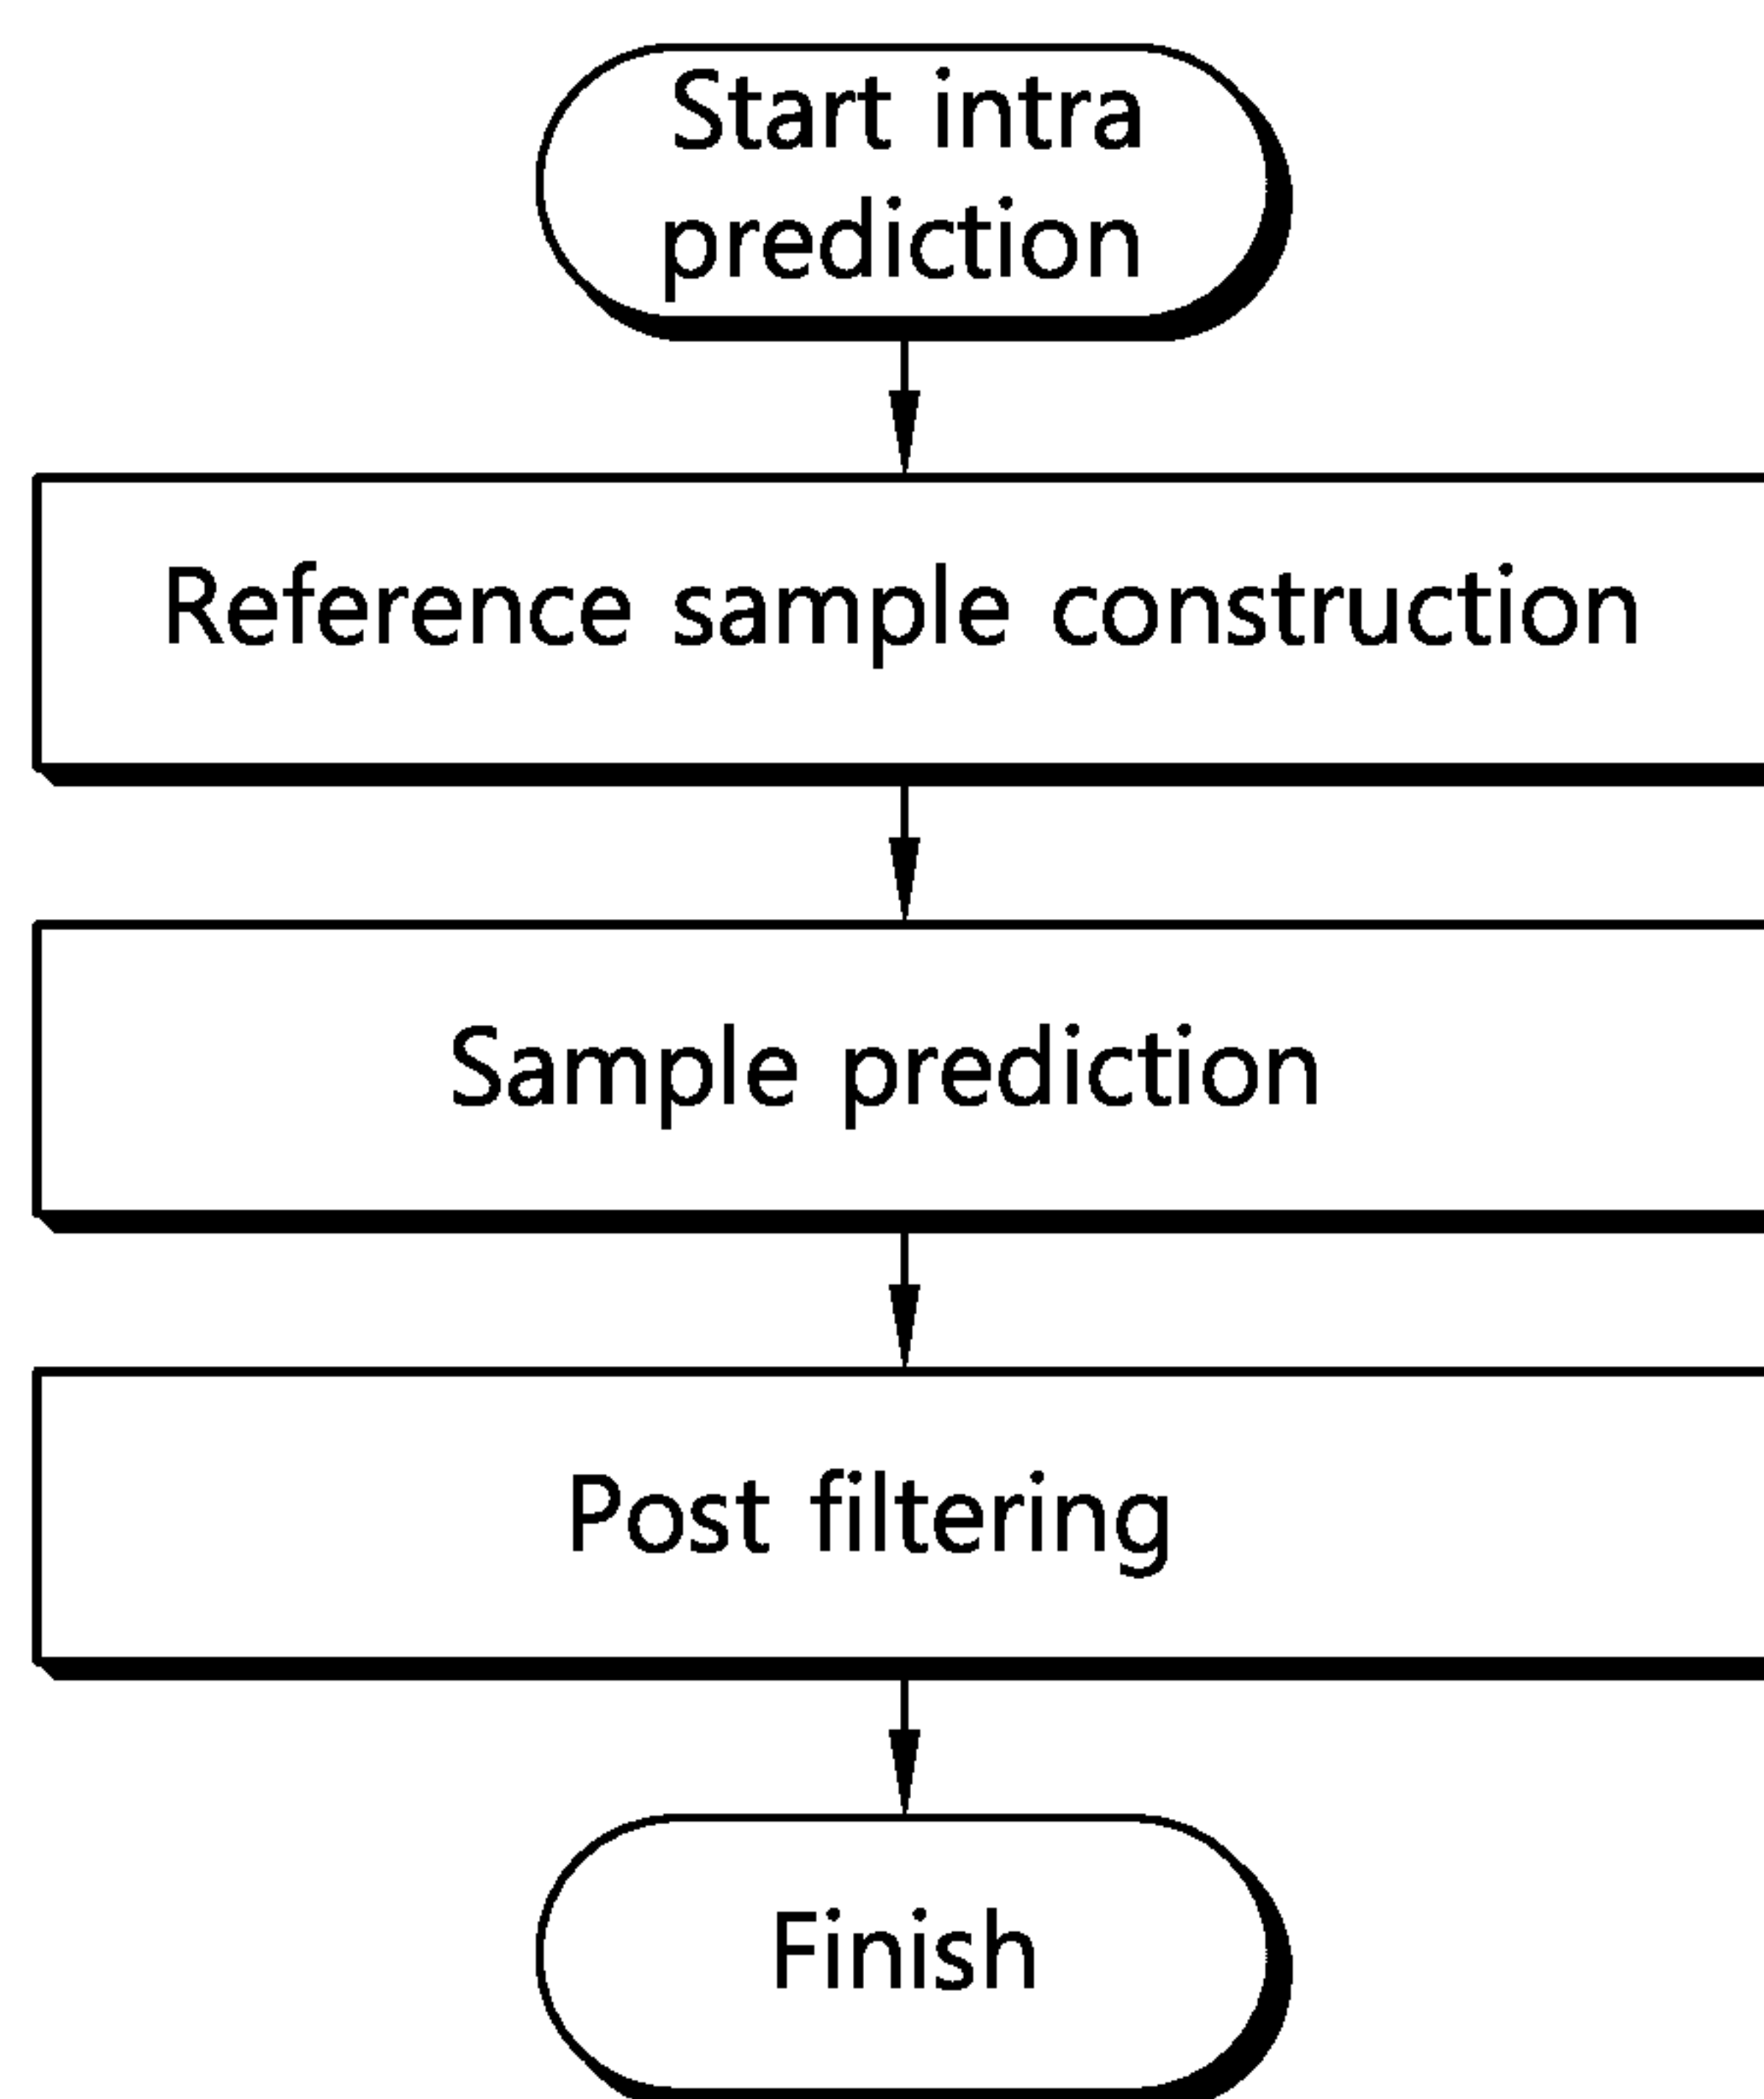 Start intra
prediction
Reference sample construction
Sample prediction
Post filtering
Finish